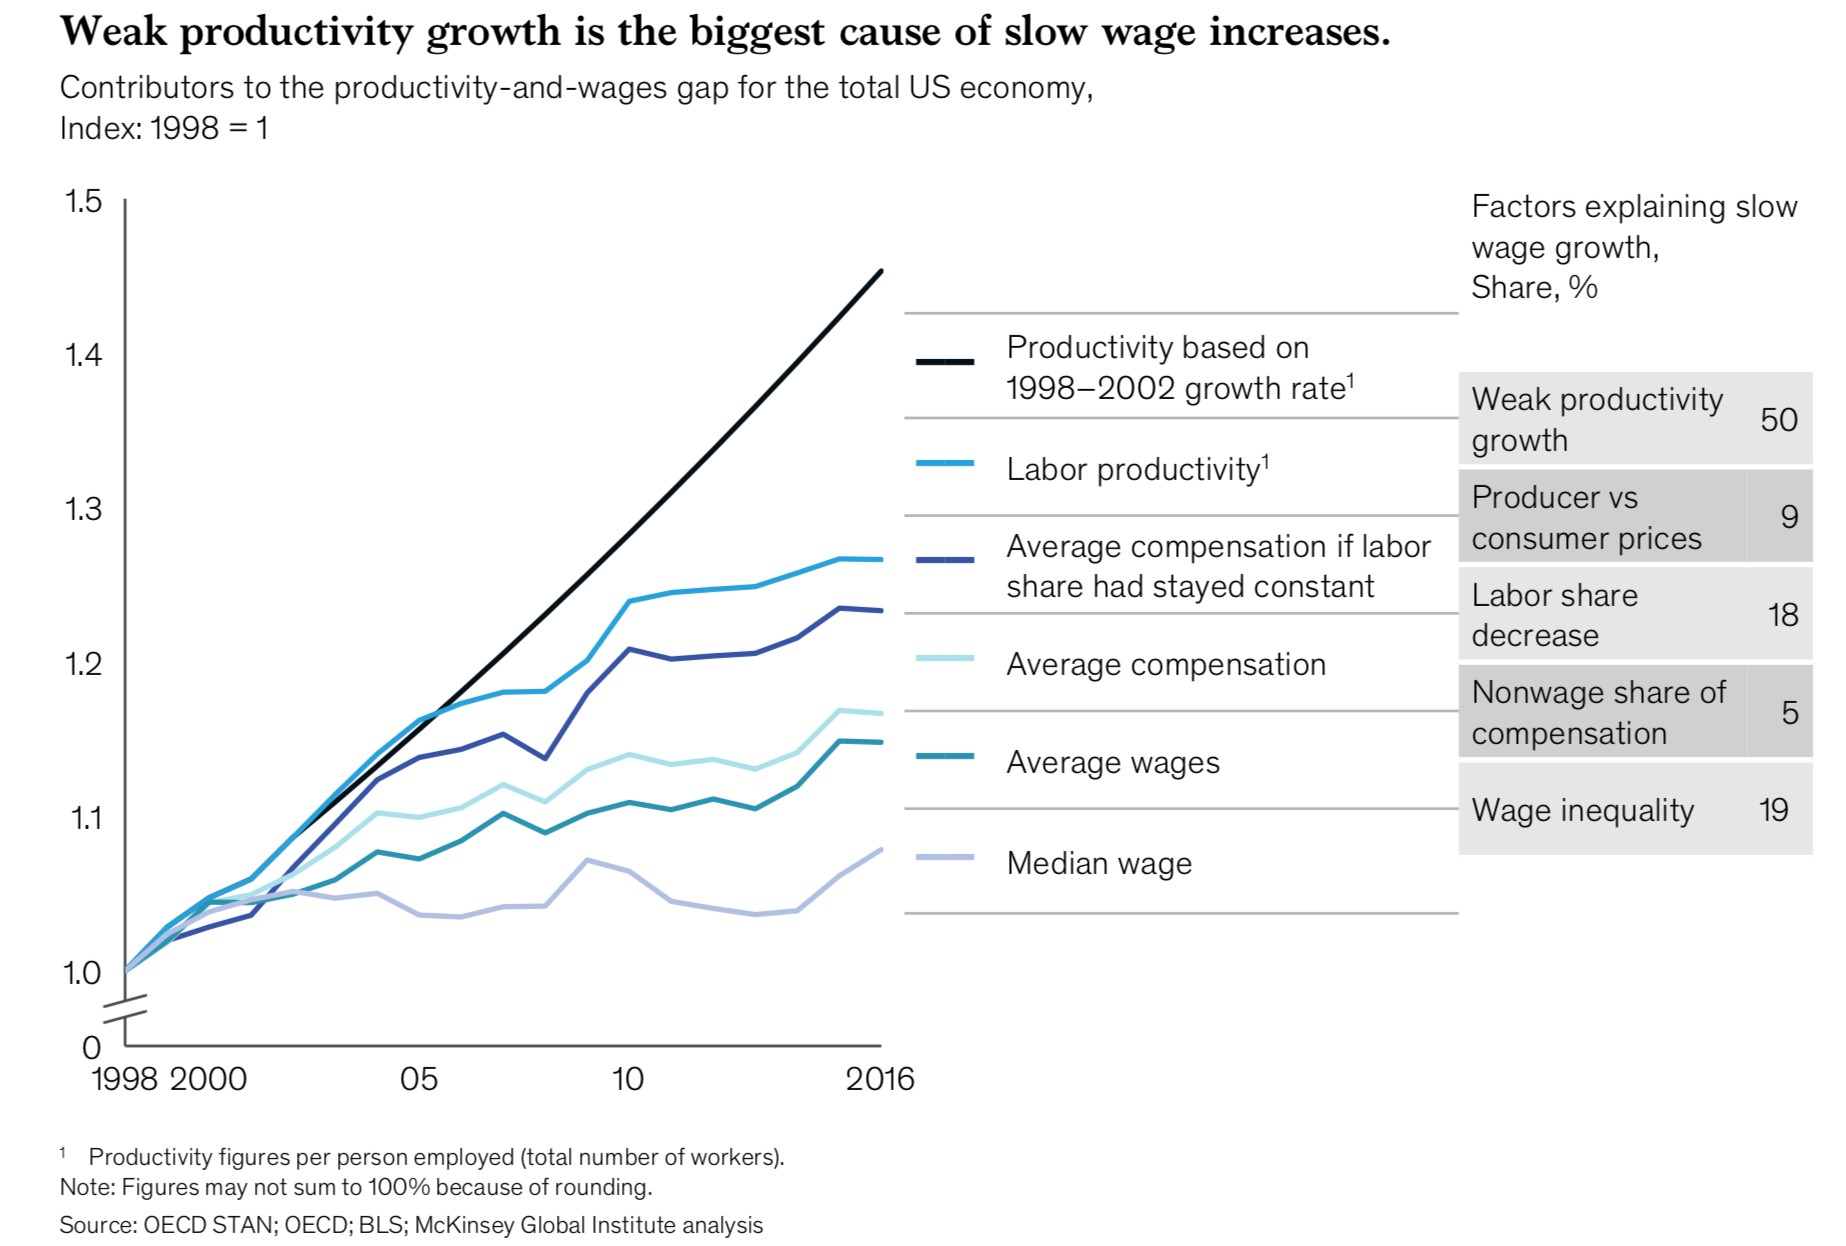 Weak productivity growth is the biggest cause of slow wage increases.
Contributors to the productivity-and-wages gap for the total US economy,
Index: 1998 = 1
1.5
1.4
1.3
1.2
1.1
1.0
0
1998 2000 05 10 2016
Productivity based on
1998–2002 growth rate¹
Labor productivity¹
Average compensation if labor
share had stayed constant
Average compensation
Average wages
Median wage
Factors explaining slow
wage growth,
Share, %
Weak productivity
growth
50
Producer vs
consumer prices
9
Labor share
decrease
18
Nonwage share of
compensation
5
Wage inequality 19
¹ Productivity figures per person employed (total number of workers).
Note: Figures may not sum to 100% because of rounding.
Source: OECD STAN; OECD; BLS; McKinsey Global Institute analysis